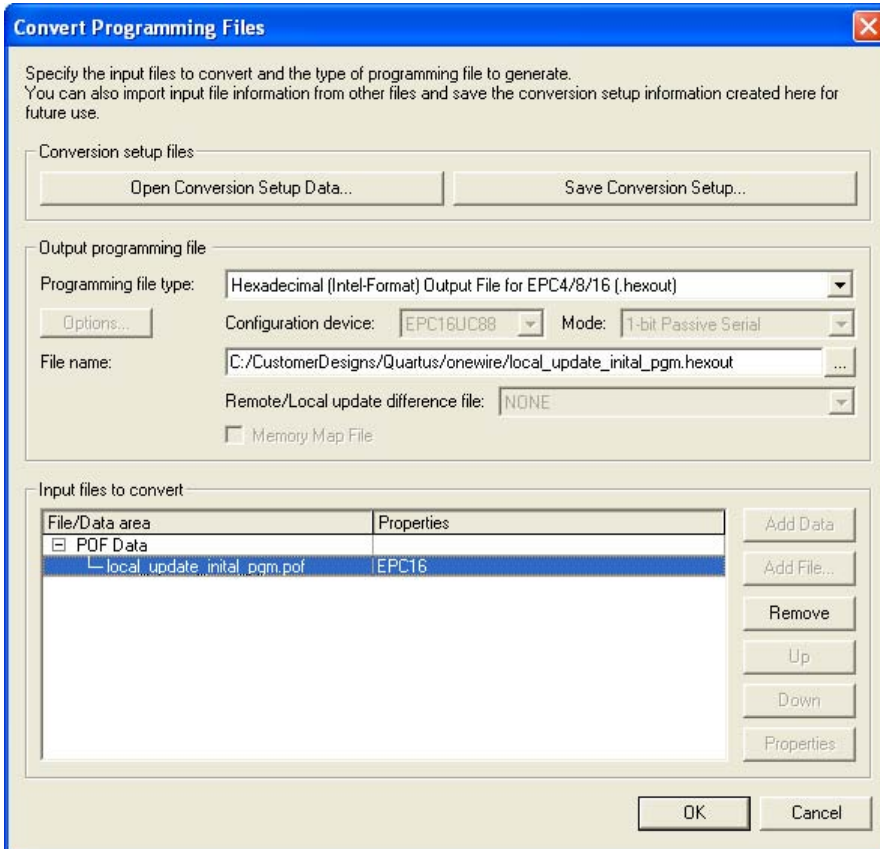 Convert Programming Files
Specify the input files to convert and the type of programming file to generate.
You can also import input file information from other files and save the conversion setup information created here for
future use.
Conversion setup files
Open Conversion Setup Data... Save Conversion Setup...
Output programming file
Programming file type: Hexadecimal (Intel-Format) Output File for EPC4/8/16 (.hexout)
Options... Configuration device: EPC16UC88 Mode: 1-bit Passive Serial
File name: C:/CustomerDesigns/Quartus/onewire/local_update_inital_pgm.hexout ...
Remote/Local update difference file: NONE
Memory Map File
Input files to convert
File/Data area Properties Add Data
POF Data
local_update_inital_pgm.pof EPC16 Add File...
Remove
Up
Down
Properties
OK Cancel